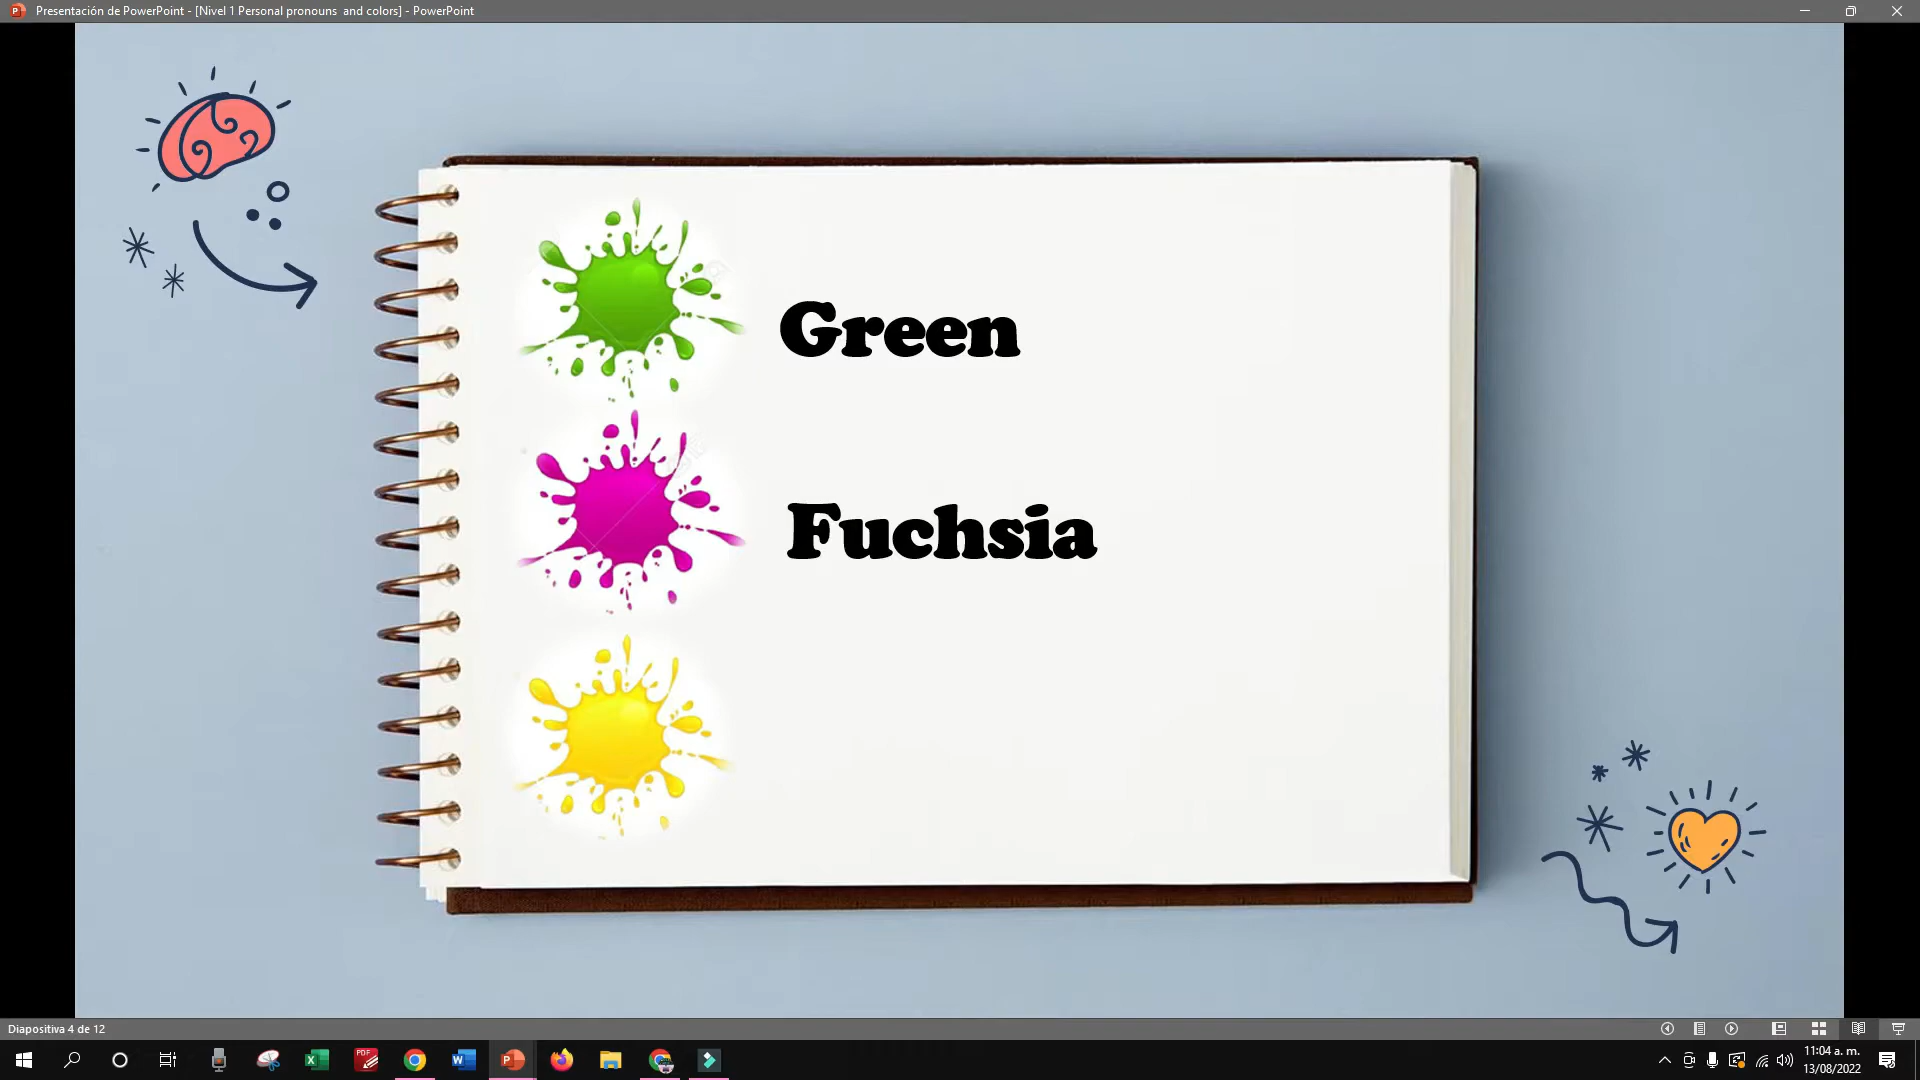 Presentación de PowerPoint - [Nivel 1 Personal pronouns  and colors] - PowerPoint
Green
Fuchsia
Diapositiva 4 de 12
PDF
11:04 a. m.
13/08/2022